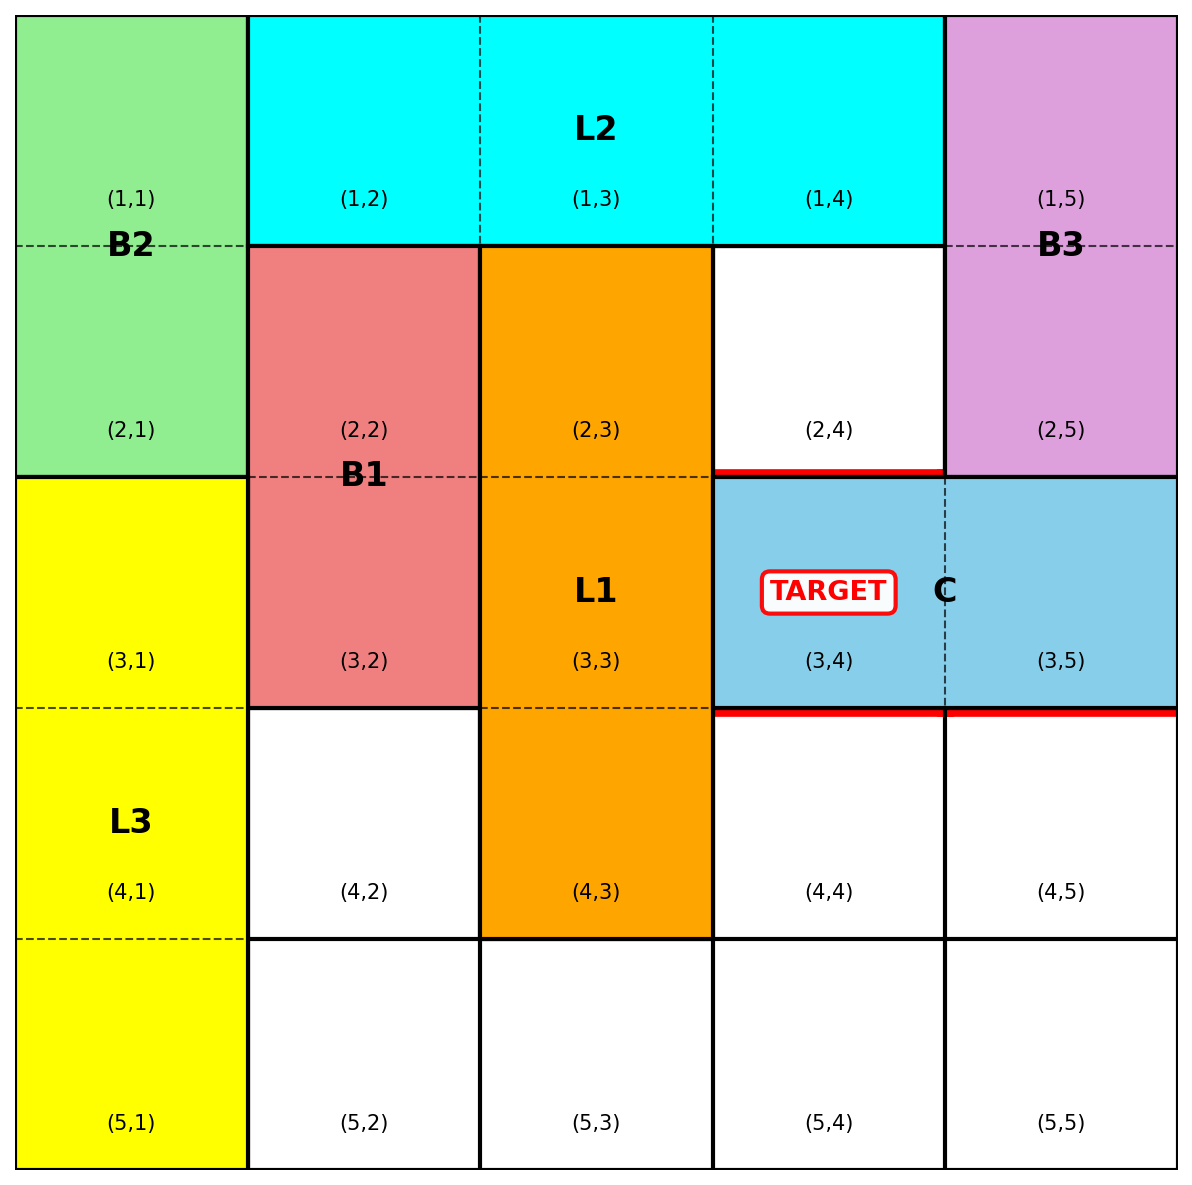 L2
(1,1) (1,2) (1,3) (1,4) (1,5)
B2 B3
(2,1) (2,2) (2,3) (2,4) (2,5)
B1
L1 TARGET C
(3,1) (3,2) (3,3) (3,4) (3,5)
L3
(4,1) (4,2) (4,3) (4,4) (4,5)
(5,1) (5,2) (5,3) (5,4) (5,5)